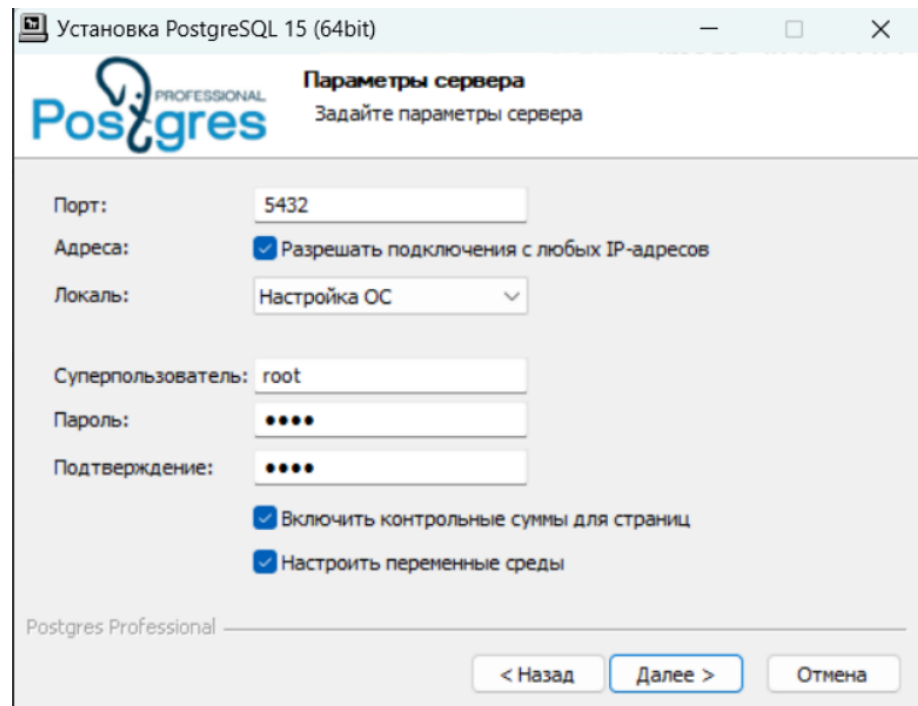 Установка PostgreSQL 15 (64bit)
Postgres PROFESSIONAL
Параметры сервера
Задайте параметры сервера
Порт: 5432
Адреса: Разрешать подключения с любых IP-адресов
Локаль: Настройка ОС
Суперпользователь: root
Пароль: ●●●●
Подтверждение: ●●●●
Включить контрольные суммы для страниц
Настроить переменные среды
Postgres Professional
< Назад Далее > Отмена